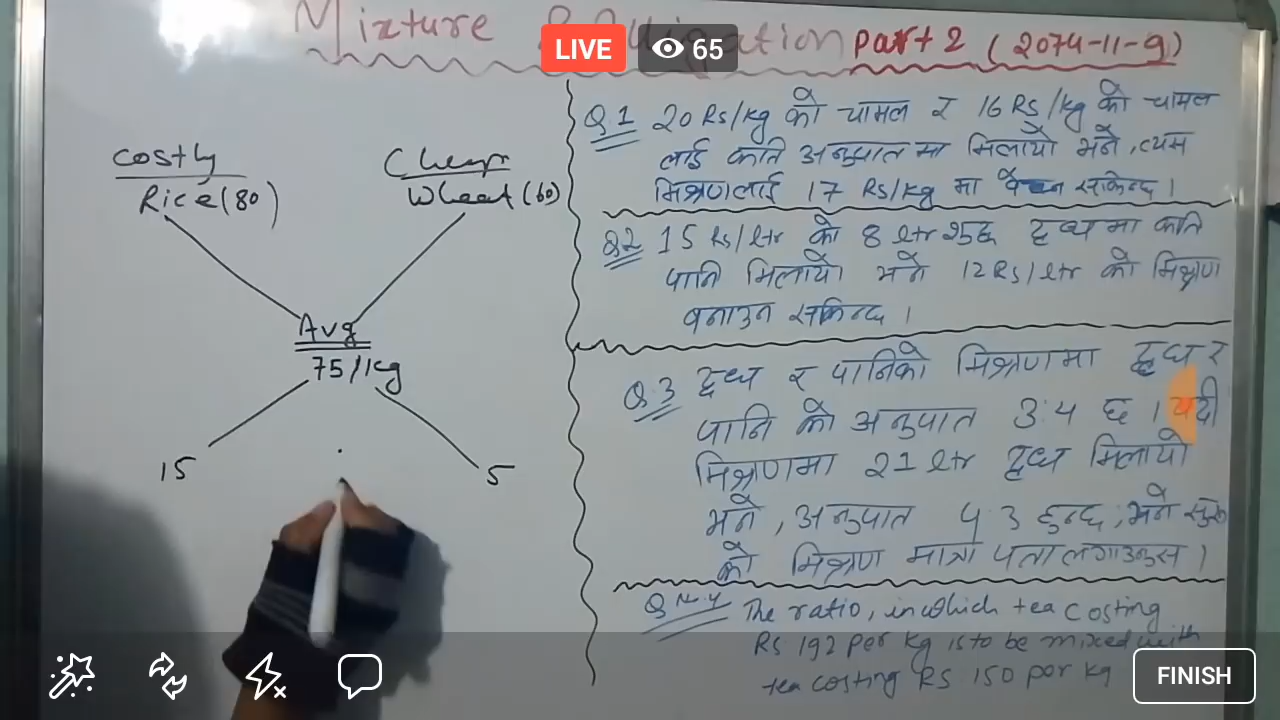 Mixture & Alligation Part 2 (2074-11-9)
LIVE 65
Costly
Rice (80)
Cheap
Wheat (60)
Avg
75/kg
15
5
Q.1 20 Rs/kg को चामल र 16 Rs/kg को चामल
लाई कति अनुपात मा मिलायो भने, त्यस
मिश्रणलाई 17 Rs/kg मा सकिन्छ।
Q2 15 Rs/ltr को 8 ltr शुद्ध दूधमा कति
पानि मिलायो भने 12 Rs/ltr को मिश्रण
बनाउन सकिन्छ।
Q.3 दूध र पानिको मिश्रणमा दूध र
पानि को अनुपात 3:4 छ। यदी
मिश्रणमा 21 ltr दूध मिलायो
भने, अनुपात 4:3 हुन्छ, भने सुरु
को मिश्रण मात्रा पत्ता लगाउनुस।
Q.N.4 The ratio, in which tea costing
Rs 192 per kg is to be mixed with
tea costing Rs 150 per kg
FINISH